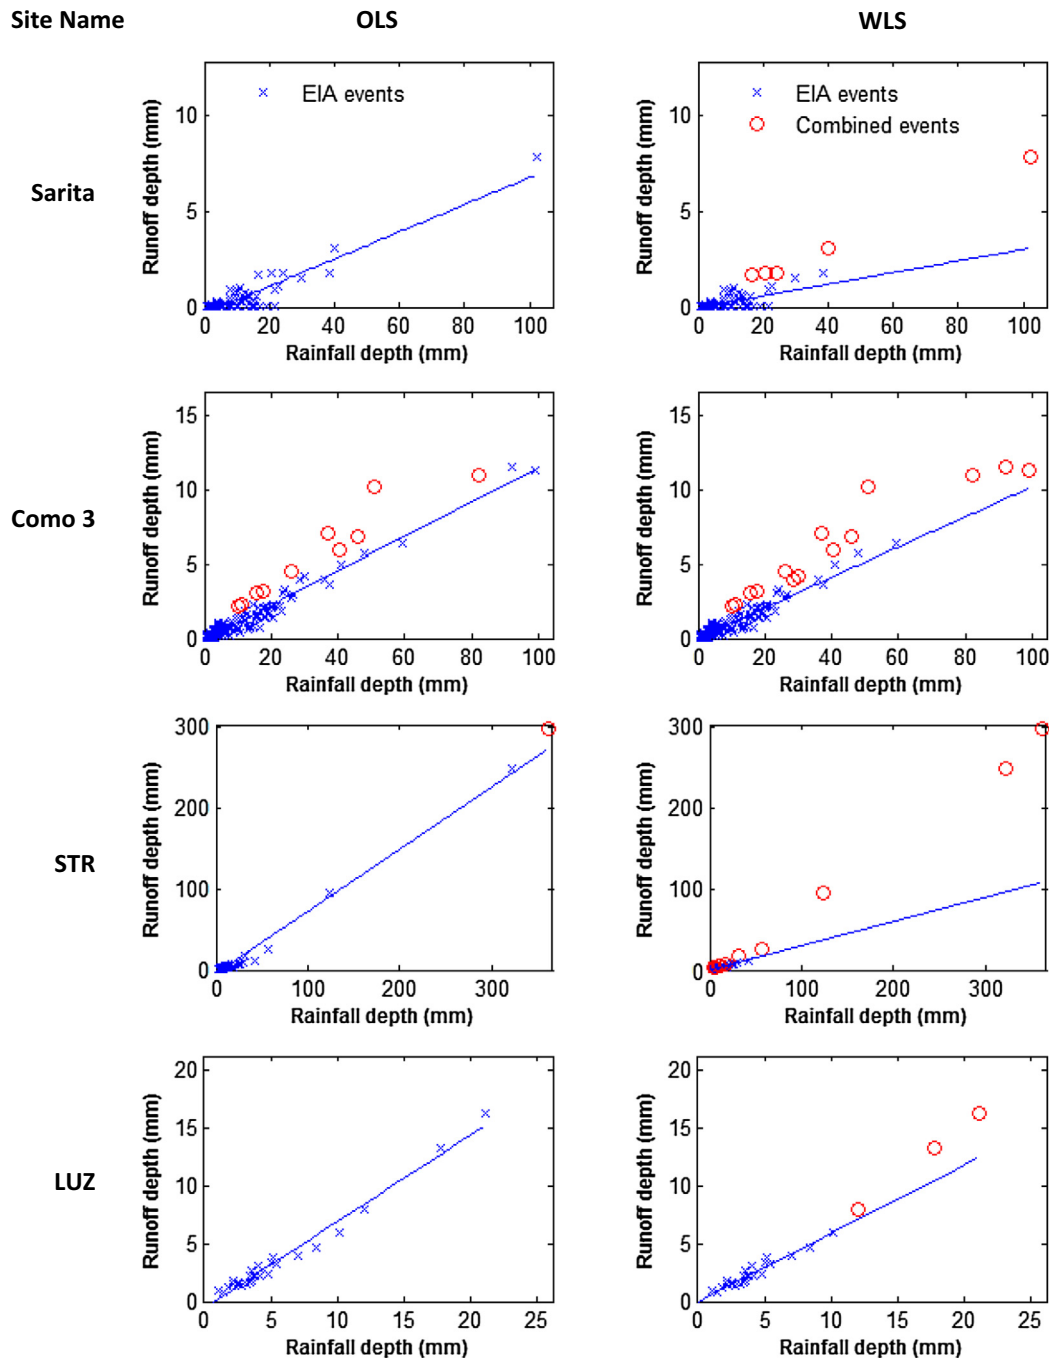 Site Name
OLS
WLS
Sarita
Runoff depth (mm)
10
5
0
EIA events
0 20 40 60 80 100
Rainfall depth (mm)
Runoff depth (mm)
10
5
0
EIA events
Combined events
0 20 40 60 80 100
Rainfall depth (mm)
Como 3
Runoff depth (mm)
15
10
5
0
0 20 40 60 80 100
Rainfall depth (mm)
Runoff depth (mm)
15
10
5
0
0 20 40 60 80 100
Rainfall depth (mm)
STR
Runoff depth (mm)
300
200
100
0
0 100 200 300
Rainfall depth (mm)
Runoff depth (mm)
300
200
100
0
0 100 200 300
Rainfall depth (mm)
LUZ
Runoff depth (mm)
20
15
10
5
0
0 5 10 15 20 25
Rainfall depth (mm)
Runoff depth (mm)
20
15
10
5
0
0 5 10 15 20 25
Rainfall depth (mm)